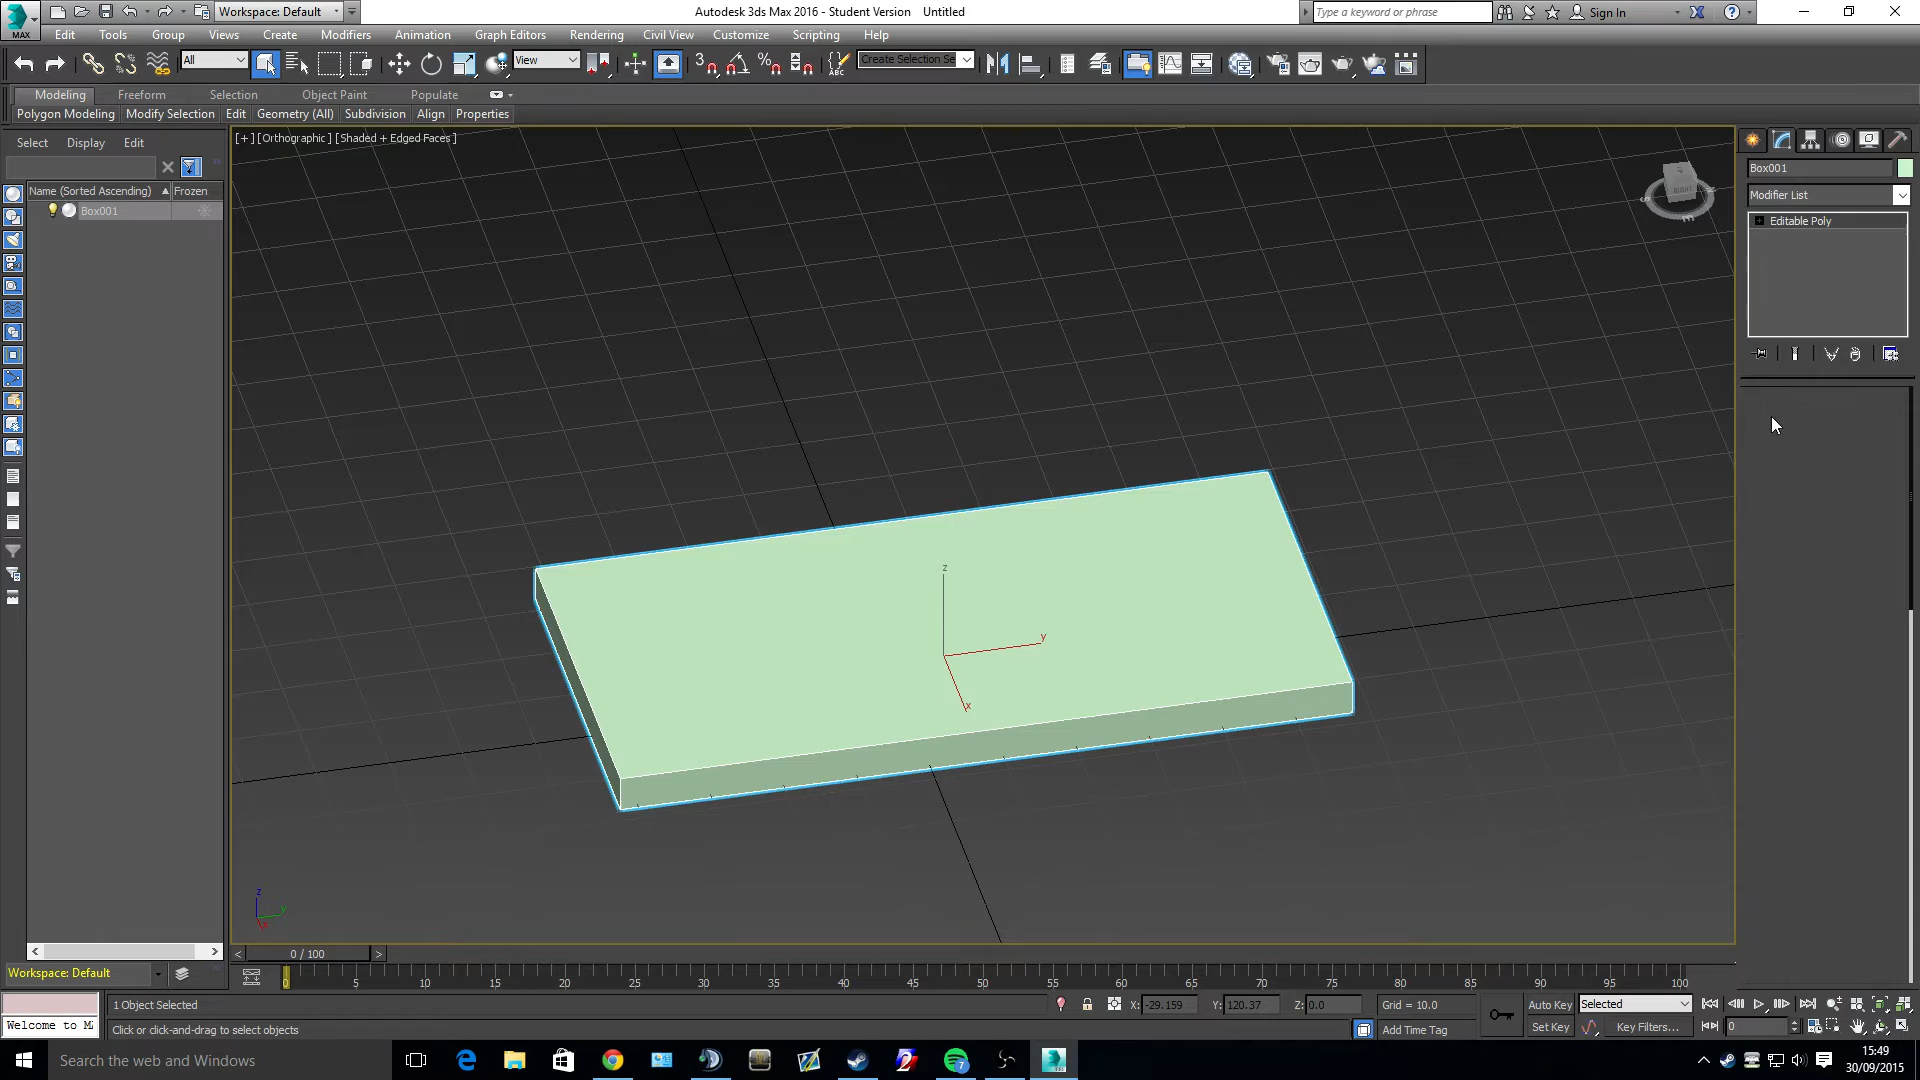 MAX
Workspace: Default
Autodesk 3ds Max 2016 - Student Version    Untitled
Type a keyword or phrase
Sign In
Edit Tools Group Views Create Modifiers Animation Graph Editors Rendering Civil View Customize Scripting Help
All
View
3
ABC
Create Selection Se
Modeling Freeform Selection Object Paint Populate
Polygon Modeling Modify Selection Edit Geometry (All) Subdivision Align Properties
Select Display Edit
Name (Sorted Ascending) Frozen
Box001
[+] [Orthographic] [Shaded + Edged Faces]
RIGHT
S
E
Box001
Modifier List
Editable Poly
z
y
x
z
y
x
0 / 100
Workspace: Default
0 5 10 15 20 25 30 35 40 45 50 55 60 65 70 75 80 85 90 95 100
1 Object Selected
X: -29.159 Y: 120.37 Z: 0.0
Grid = 10.0
Auto Key
Selected
Welcome to M
Click or click-and-drag to select objects
Add Time Tag
Set Key
Key Filters...
0
Search the web and Windows
7
15:49
30/09/2015